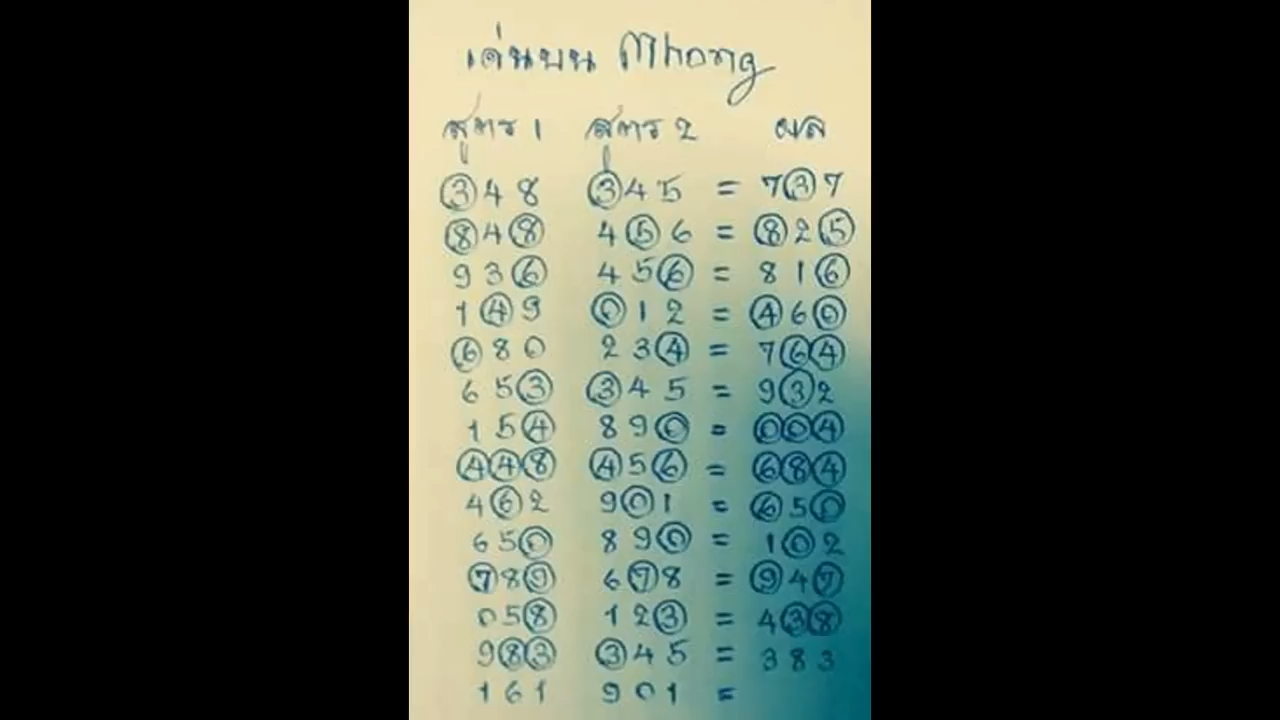 เด่นบน Mhong
สูตร 1 สูตร 2 ผล
348 345 = 737
848 456 = 825
936 456 = 816
149 012 = 460
680 234 = 764
653 345 = 932
154 890 = 004
448 456 = 684
462 901 = 650
650 890 = 102
789 678 = 947
058 123 = 438
983 345 = 383
161 901 =